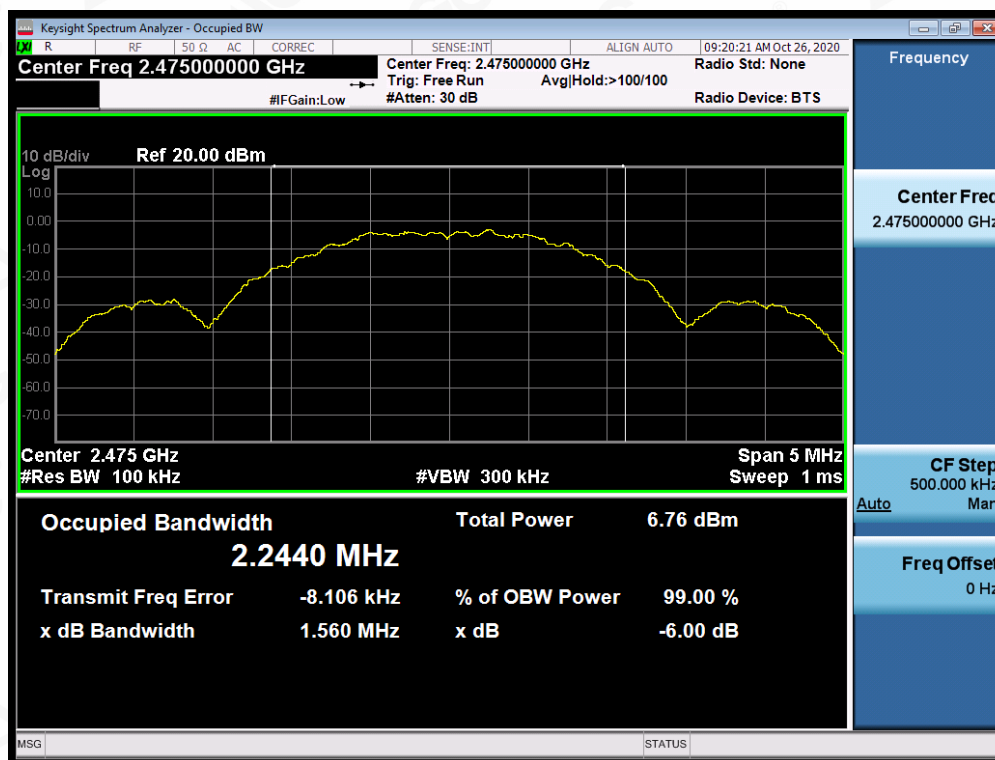 Keysight Spectrum Analyzer - Occupied BW
LXI R RF 50 Ω AC CORREC SENSE:INT ALIGN AUTO 09:20:21 AM Oct 26, 2020
Center Freq 2.475000000 GHz
Center Freq: 2.475000000 GHz
Radio Std: None
Trig: Free Run Avg|Hold:>100/100
#IFGain:Low
#Atten: 30 dB
Radio Device: BTS
10 dB/div Ref 20.00 dBm
Log
10.0
0.00
-10.0
-20.0
-30.0
-40.0
-50.0
-60.0
-70.0
Center 2.475 GHz Span 5 MHz
#Res BW 100 kHz #VBW 300 kHz Sweep 1 ms
Occupied Bandwidth Total Power 6.76 dBm
2.2440 MHz
Transmit Freq Error -8.106 kHz % of OBW Power 99.00 %
x dB Bandwidth 1.560 MHz x dB -6.00 dB
MSG STATUS
Frequency
Center Freq
2.475000000 GHz
CF Step
500.000 kHz
Auto Man
Freq Offset
0 Hz